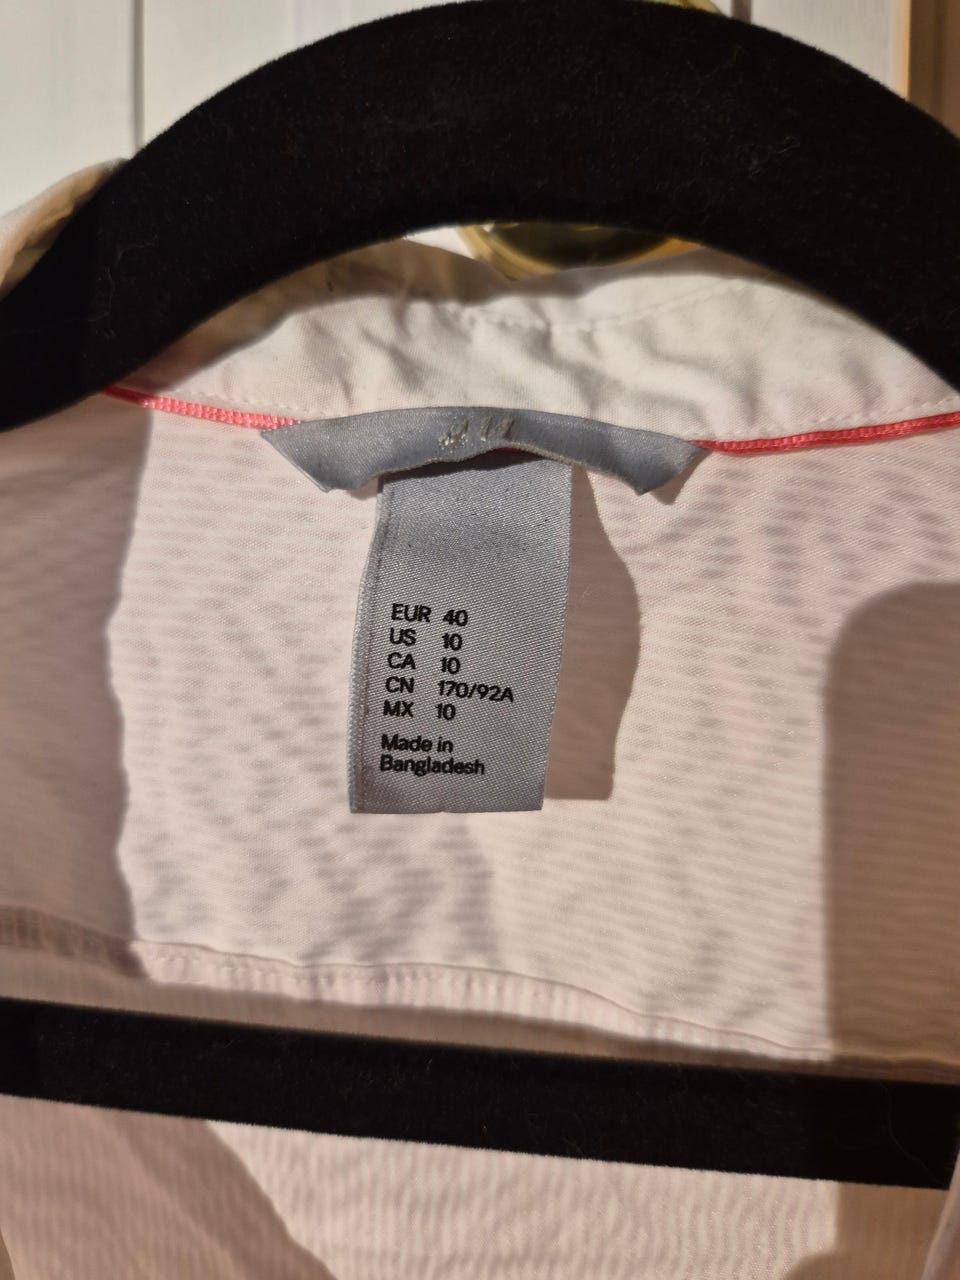 EUR 40
US 10
CA 10
CN 170/92A
MX 10
Made in
Bangladesh